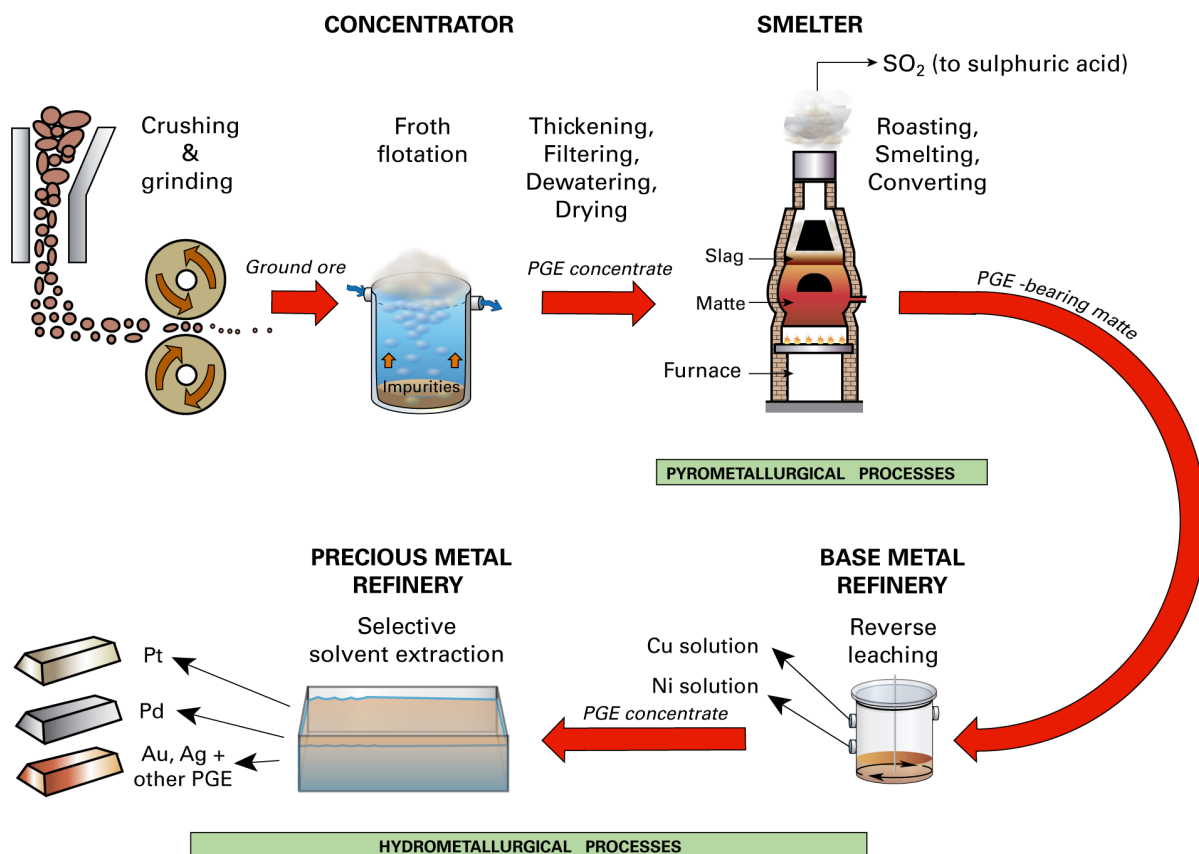 CONCENTRATOR
SMELTER
SO₂ (to sulphuric acid)
Crushing
&
grinding
Froth
flotation
Thickening,
Filtering,
Dewatering,
Drying
Roasting,
Smelting,
Converting
Ground ore
PGE concentrate
Slag
Matte
Furnace
Impurities
PGE -bearing matte
PYROMETALLURGICAL PROCESSES
PRECIOUS METAL
REFINERY
BASE METAL
REFINERY
Selective
solvent extraction
Reverse
leaching
Cu solution
Ni solution
PGE concentrate
Pt
Pd
Au, Ag +
other PGE
HYDROMETALLURGICAL PROCESSES